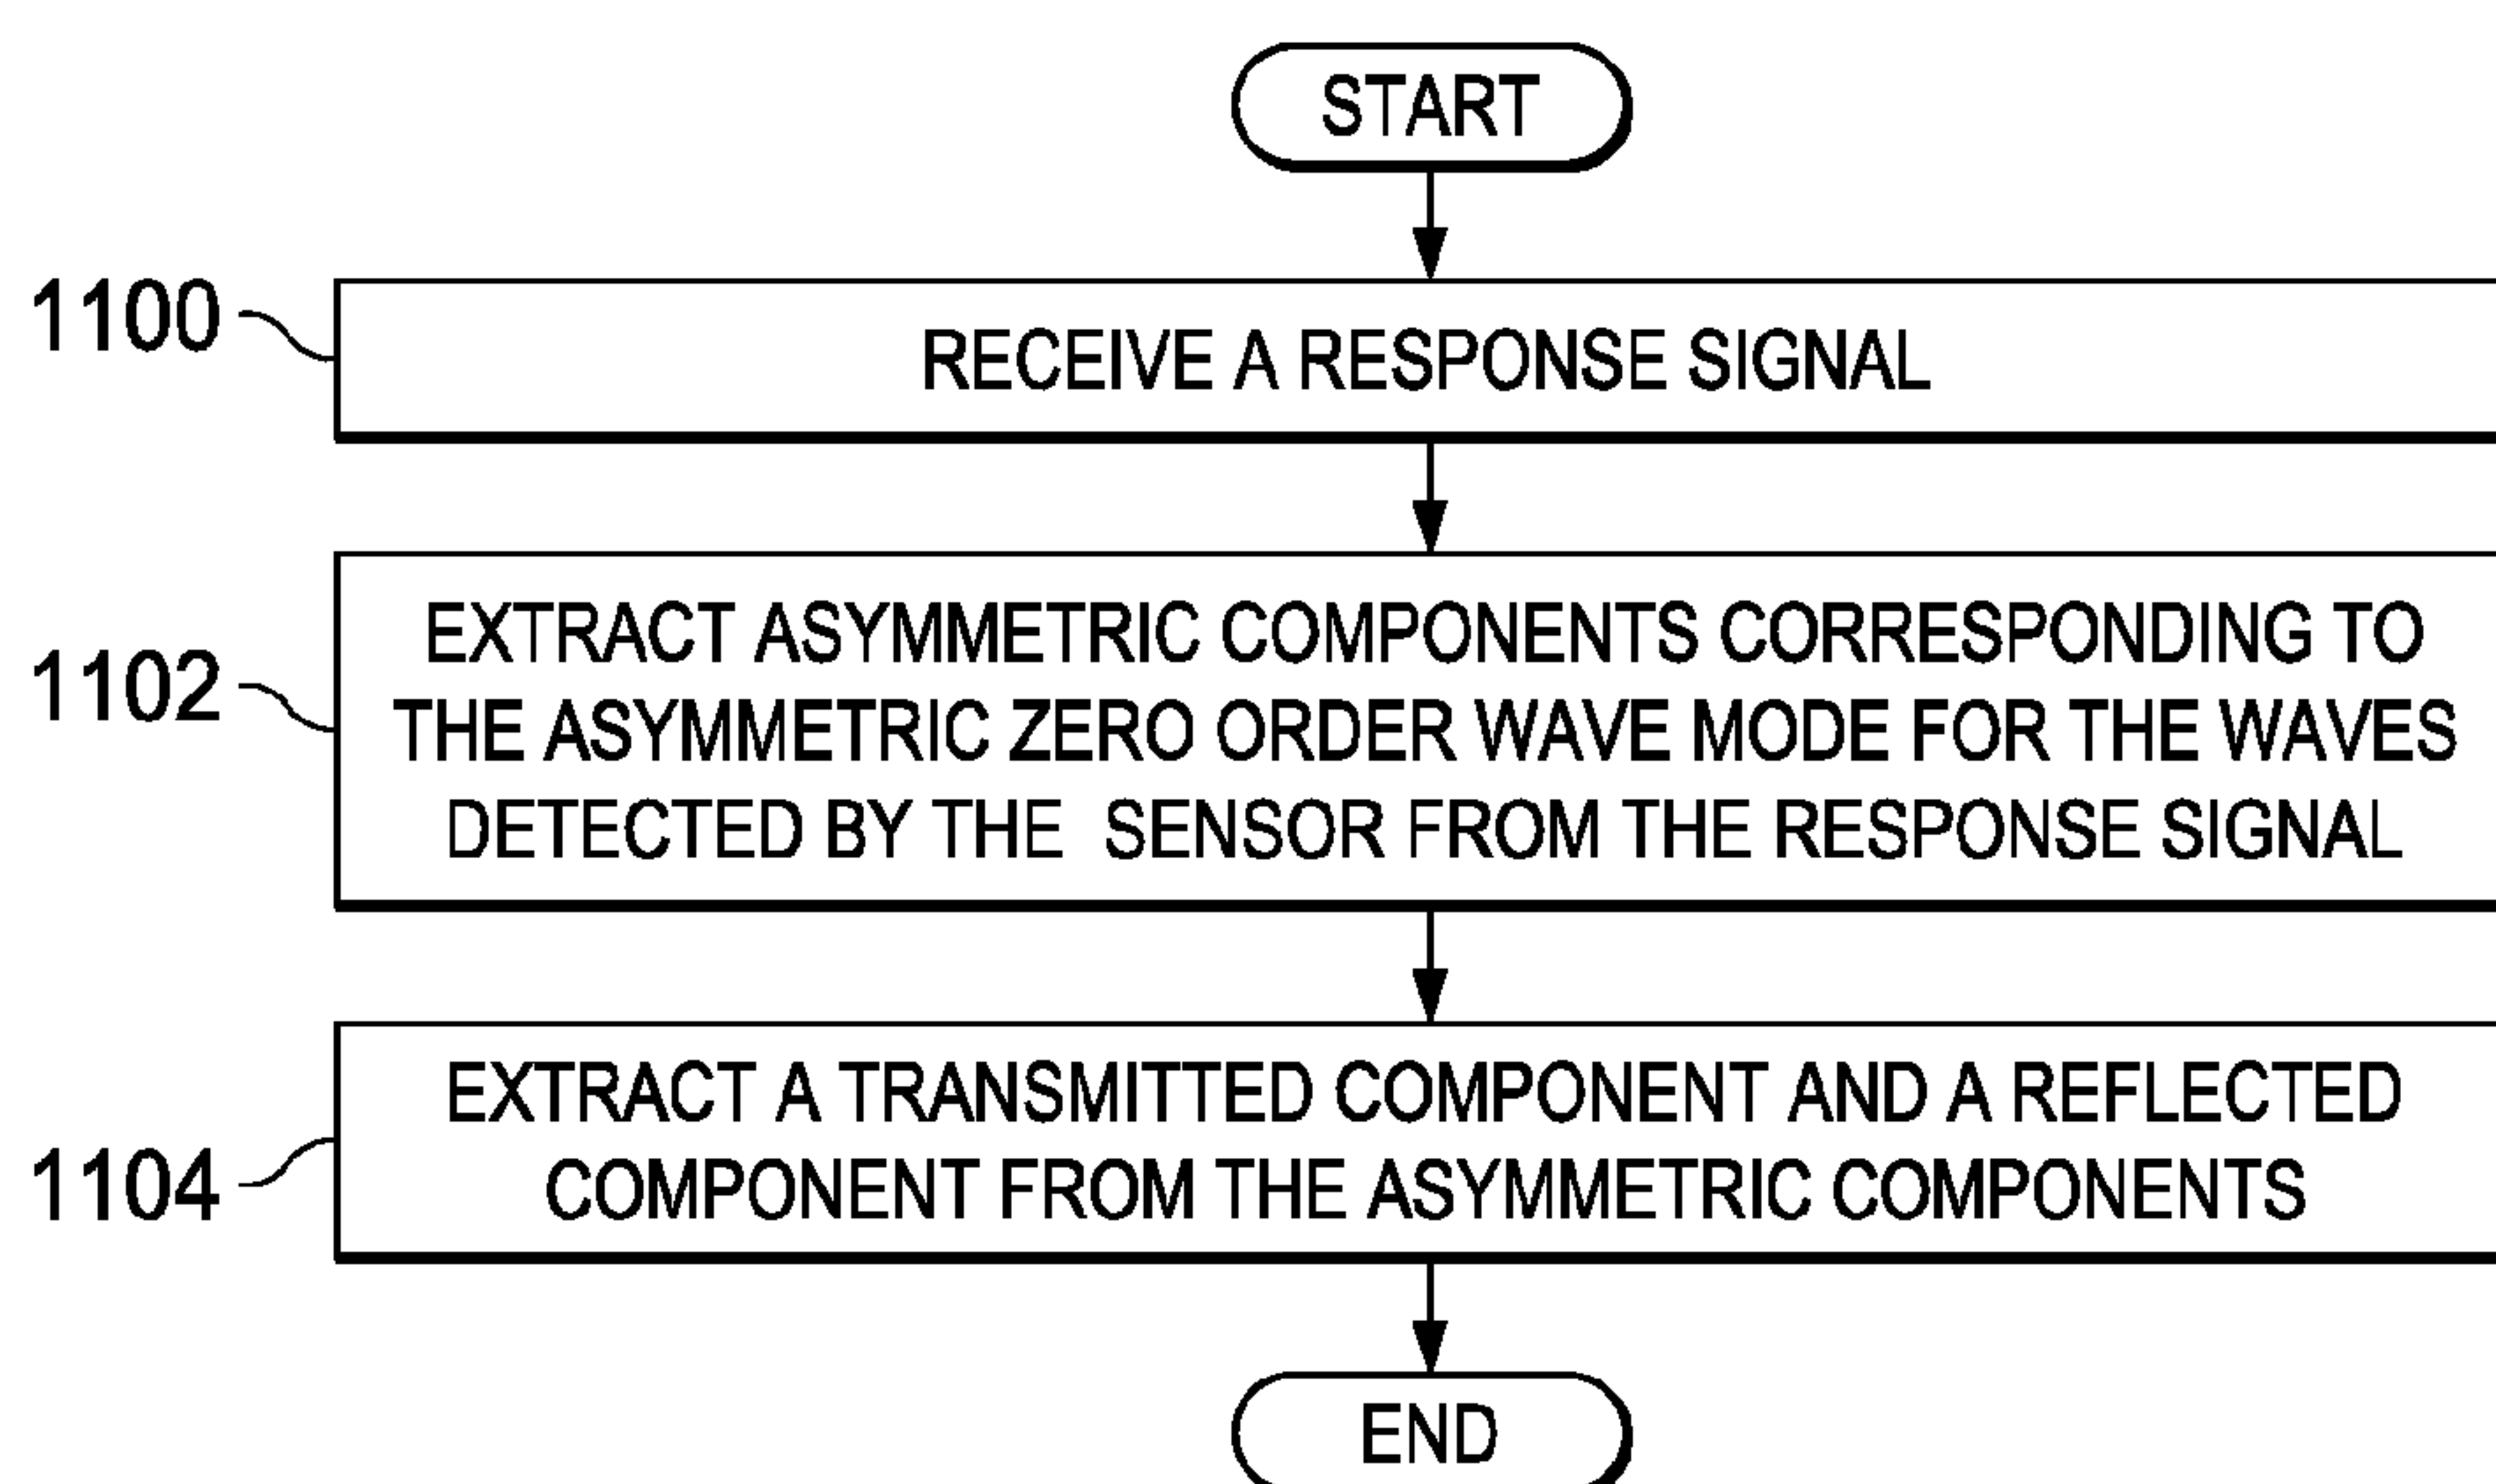 START
1100
RECEIVE A RESPONSE SIGNAL
1102
EXTRACT ASYMMETRIC COMPONENTS CORRESPONDING TO
THE ASYMMETRIC ZERO ORDER WAVE MODE FOR THE WAVES
DETECTED BY THE SENSOR FROM THE RESPONSE SIGNAL
1104
EXTRACT A TRANSMITTED COMPONENT AND A REFLECTED
COMPONENT FROM THE ASYMMETRIC COMPONENTS
END